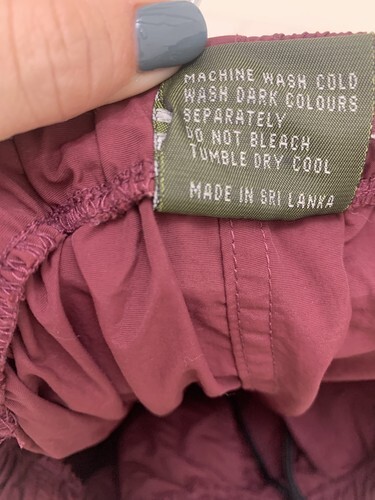 MACHINE WASH COLD
WASH DARK COLOURS
SEPARATELY
DO NOT BLEACH
TUMBLE DRY COOL
MADE IN SRI LANKA